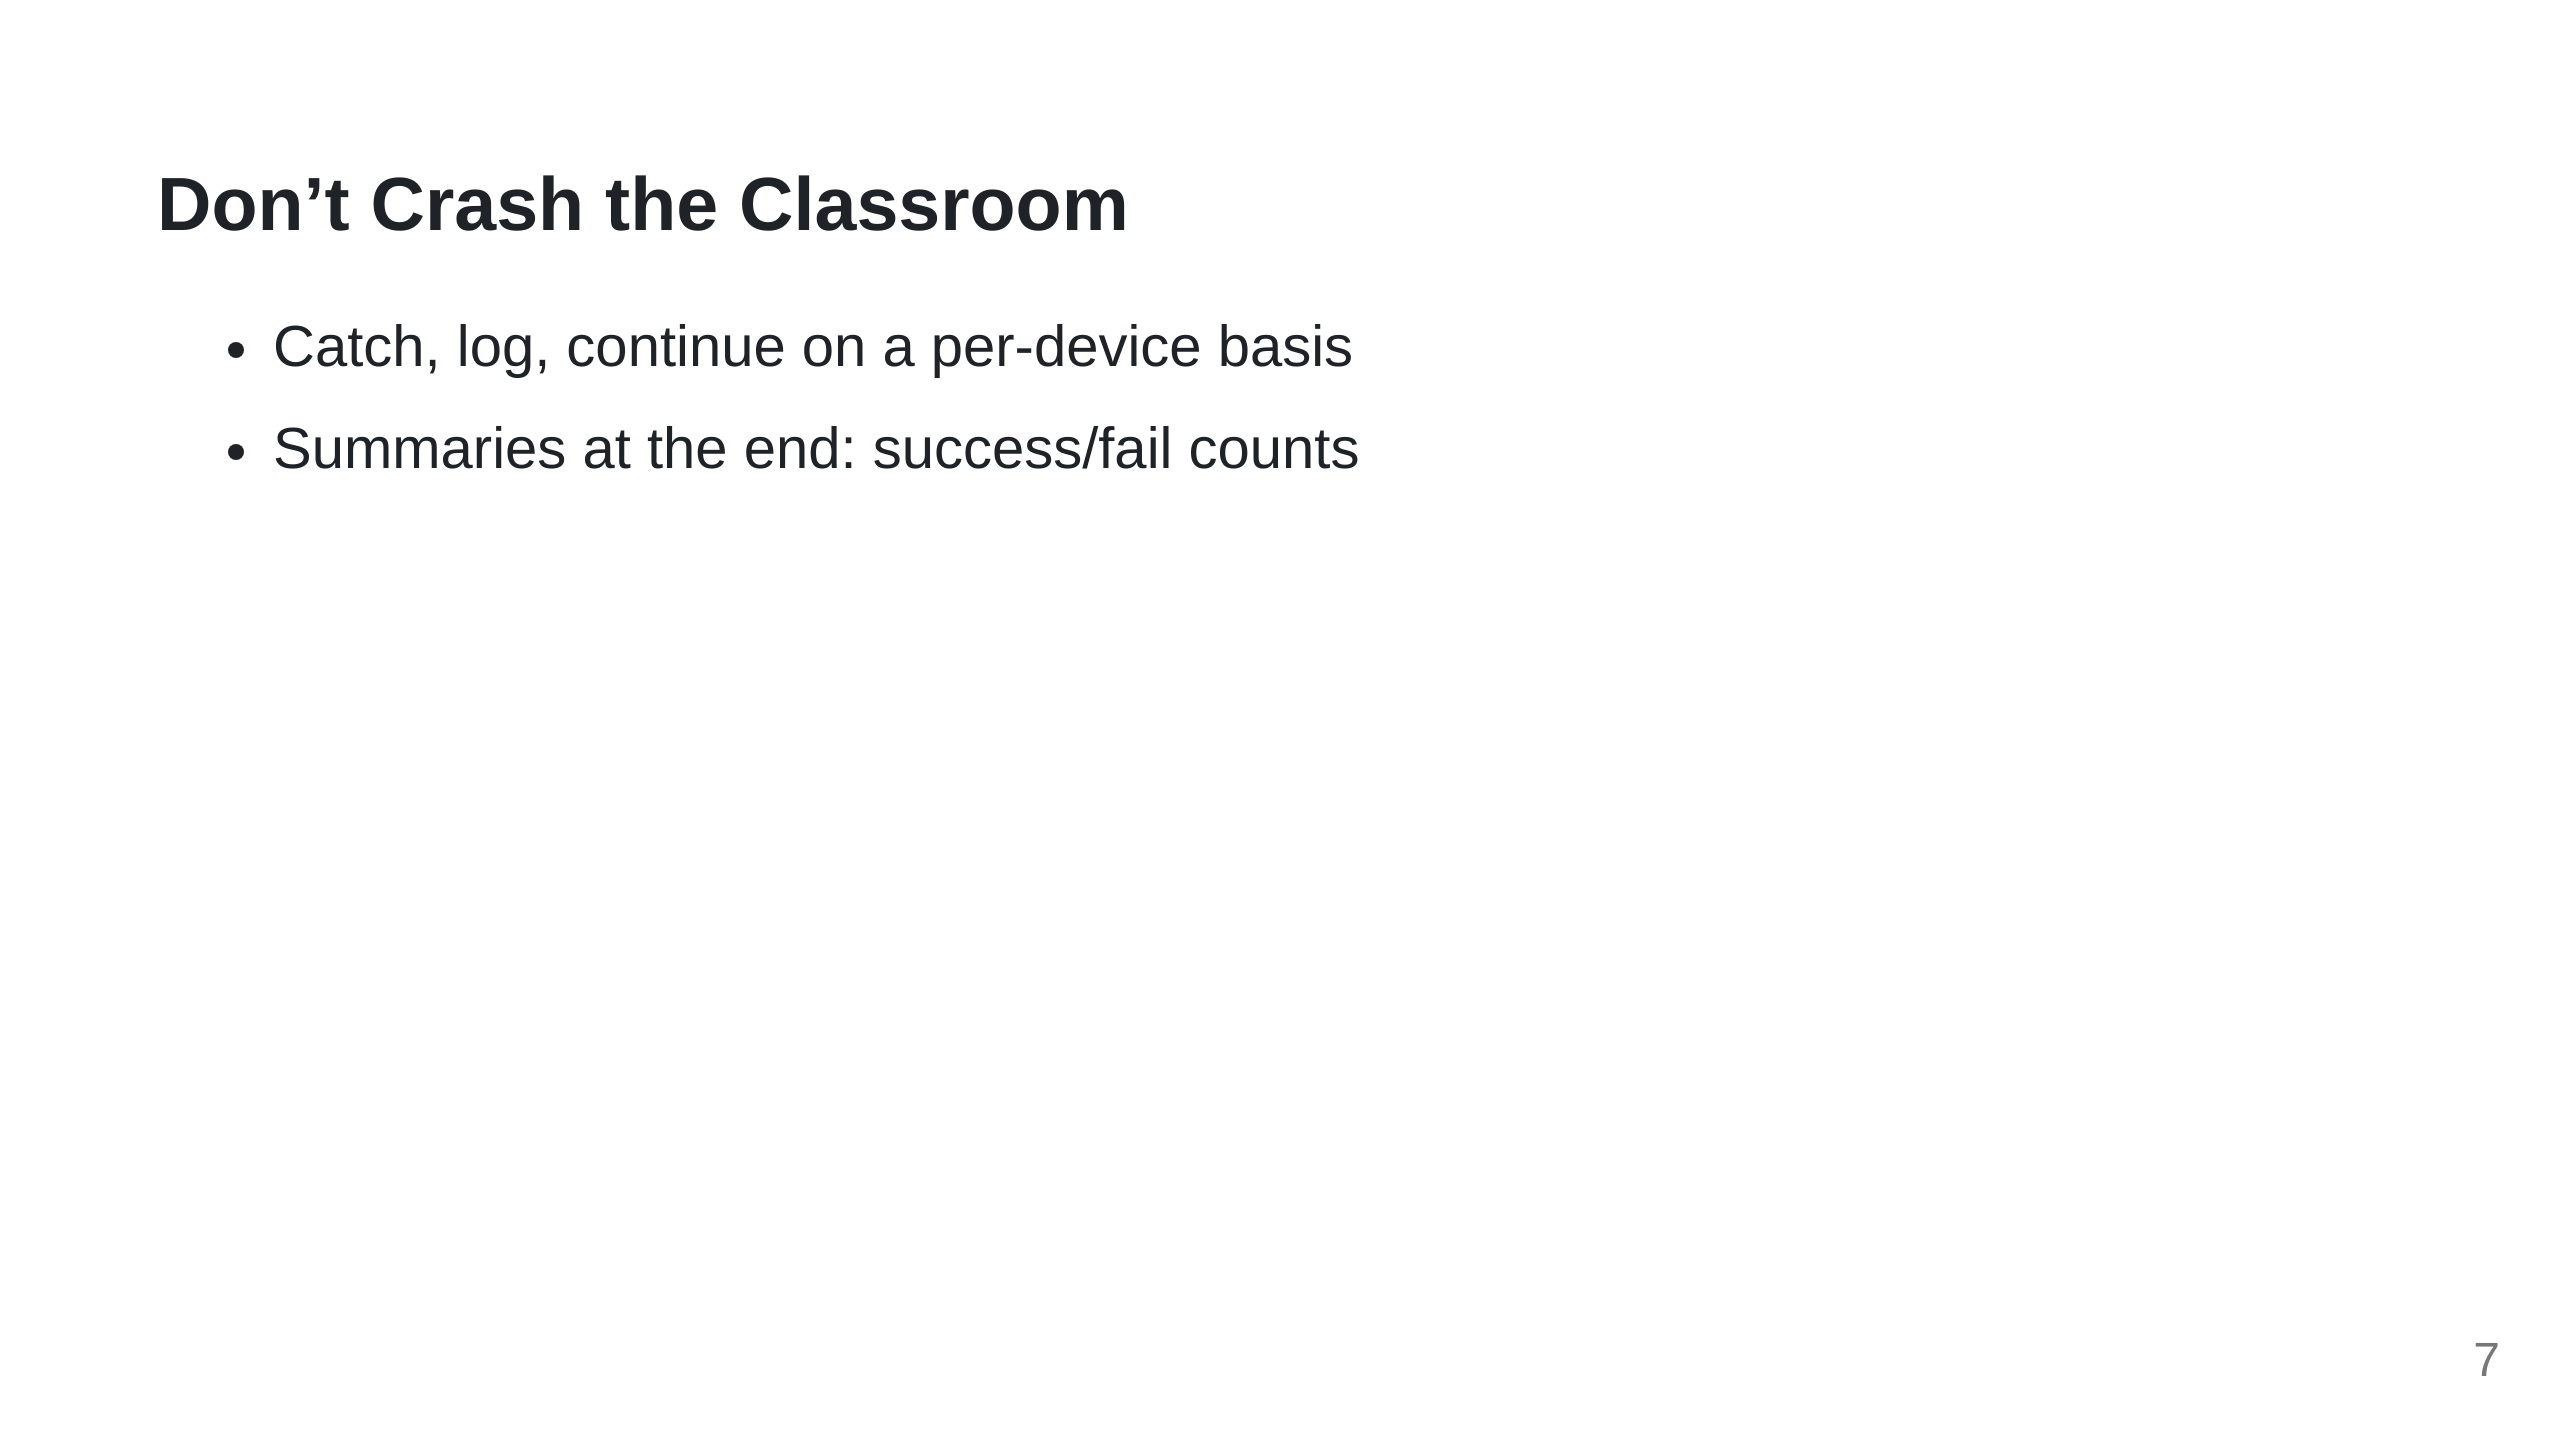 Don’t Crash the Classroom
• Catch, log, continue on a per-device basis
• Summaries at the end: success/fail counts
7